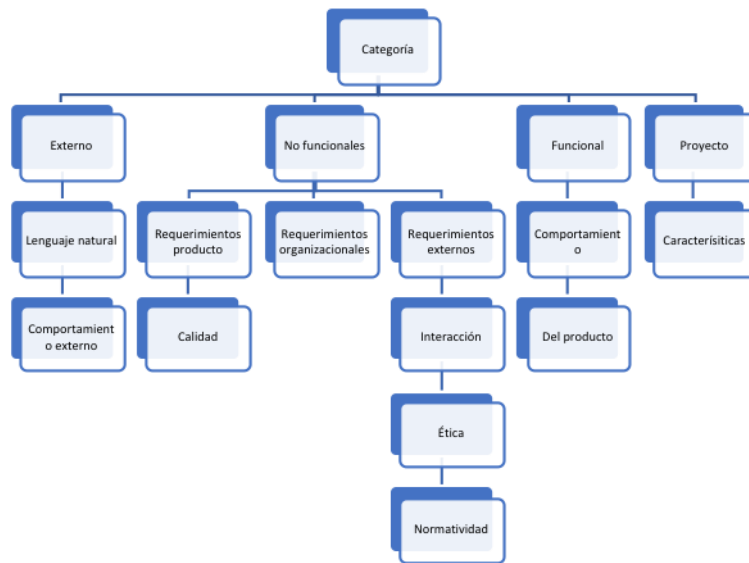 Categoría
Externo
No funcionales
Funcional
Proyecto
Lenguaje natural
Requerimientos
producto
Requerimientos
organizacionales
Requerimientos
externos
Comportamient
o
Caracterísiticas
Comportamient
o externo
Calidad
Interacción
Del producto
Ética
Normatividad